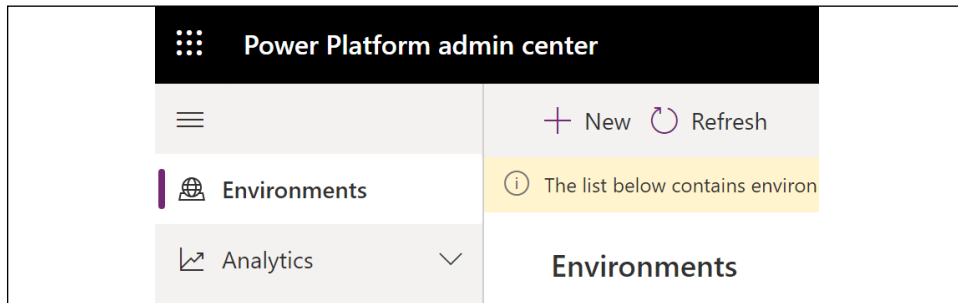 Power Platform admin center
New Refresh
Environments
The list below contains environ
Analytics
Environments